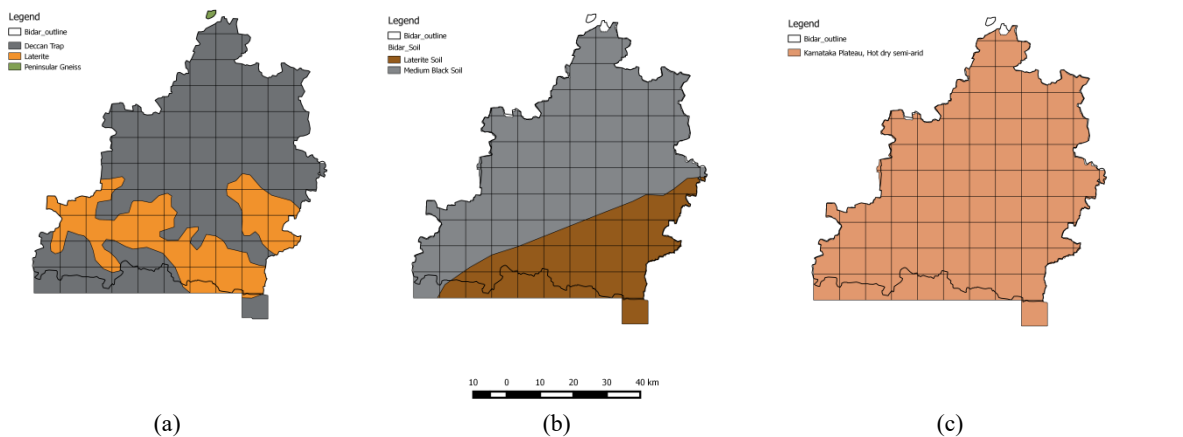 Legend
Bidar_outline
Deccan Trap
Laterite
Peninsular Gneiss
Legend
Bidar_outline
Bidar_Soil
Laterite Soil
Medium Black Soil
Legend
Bidar_outline
Karnataka Plateau, Hot dry semi-arid
10 0 10 20 30 40 km
(a) (b) (c)